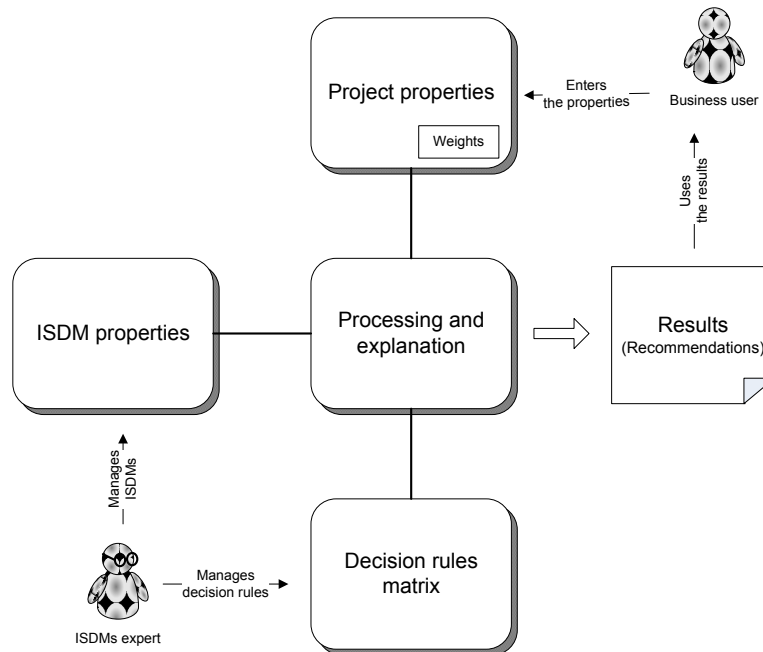 Project properties
Weights
Enters
the properties
Business user
Uses
the results
ISDM properties
Processing and
explanation
Results
(Recommendations)
Manages
ISDMs
Decision rules
matrix
Manages
decision rules
ISDMs expert